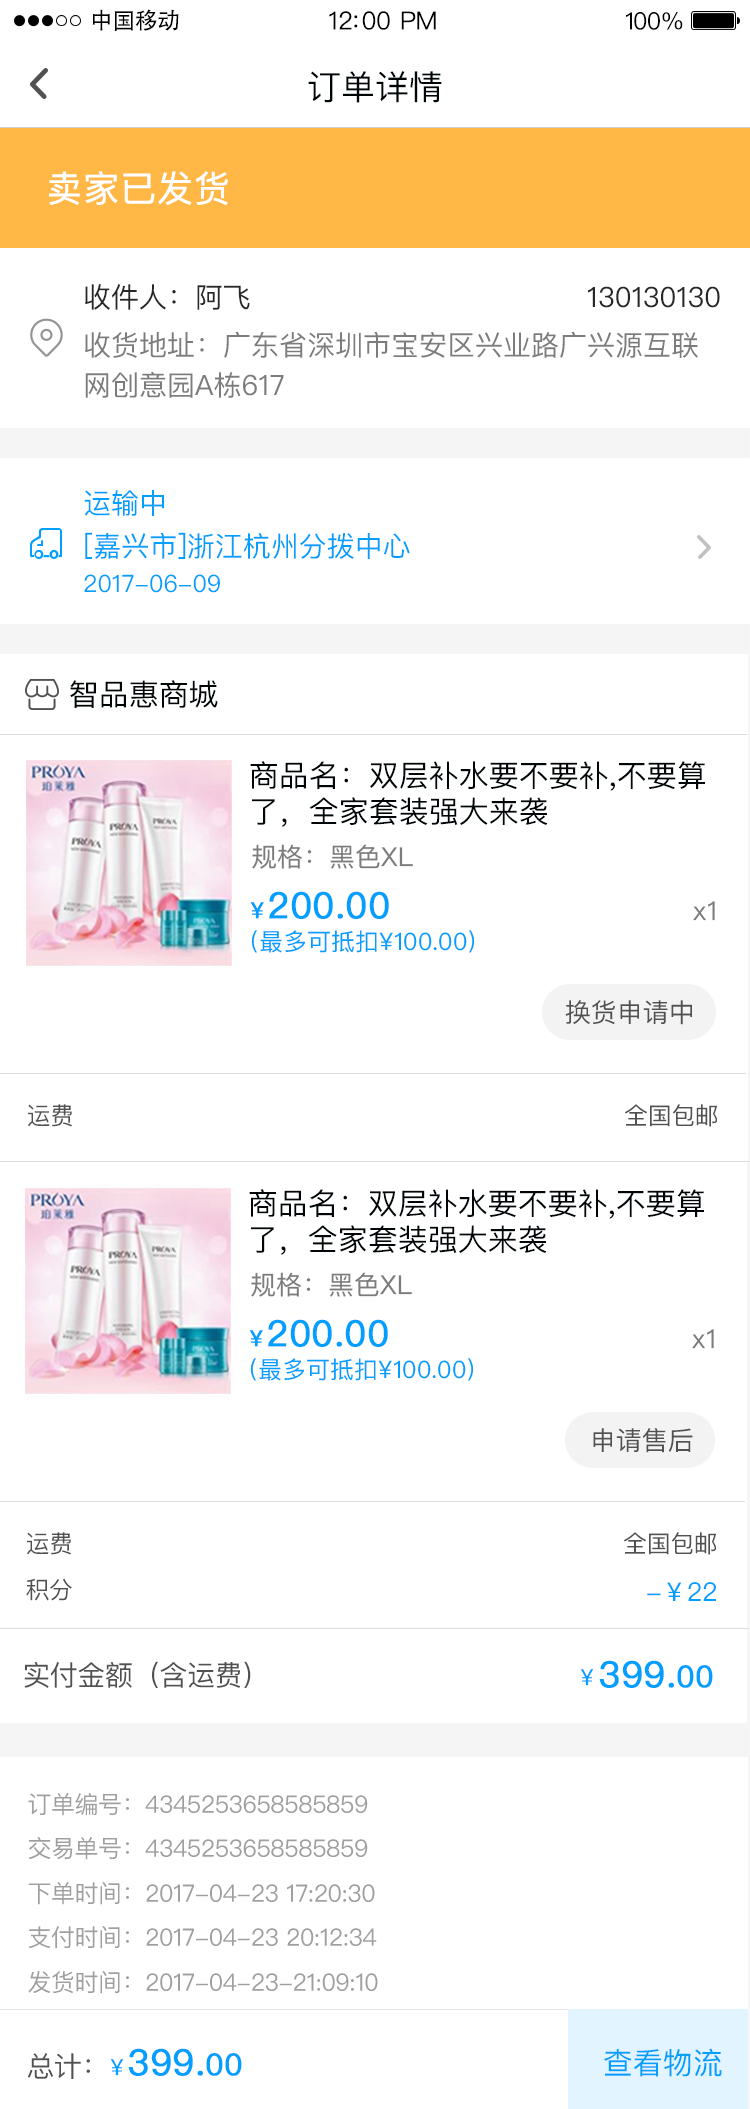 中国移动 12:00 PM 100%
订单详情
卖家已发货
收件人：阿飞 130130130
收货地址：广东省深圳市宝安区兴业路广兴源互联
网创意园A栋617
运输中
[嘉兴市]浙江杭州分拨中心
2017-06-09
智品惠商城
PROYA
珀莱雅
商品名：双层补水要不要补,不要算
了，全家套装强大来袭
规格：黑色XL
¥200.00 x1
(最多可抵扣¥100.00)
换货申请中
运费 全国包邮
PROYA
珀莱雅
商品名：双层补水要不要补,不要算
了，全家套装强大来袭
规格：黑色XL
¥200.00 x1
(最多可抵扣¥100.00)
申请售后
运费 全国包邮
积分 -¥22
实付金额（含运费） ¥399.00
订单编号：4345253658585859
交易单号：4345253658585859
下单时间：2017-04-23 17:20:30
支付时间：2017-04-23 20:12:34
发货时间：2017-04-23-21:09:10
总计：¥399.00 查看物流